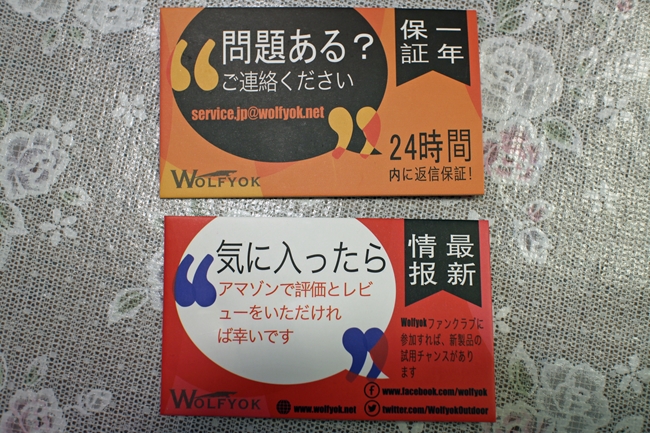 問題ある？
ご連絡ください
service.jp@wolfyok.net
一年
保証
24時間
内に返信保証！
WOLFYOK
気に入ったら
アマゾンで評価とレビ
ューをいただけれ
ば幸いです
最新
情报
Wolfyokファンクラブに
参加すれば、新製品の
試用チャンスがあり
ます
www.facebook.com/wolfyok
WOLFYOK
www.wolfyok.net
twitter.com/WolfyokOutdoor